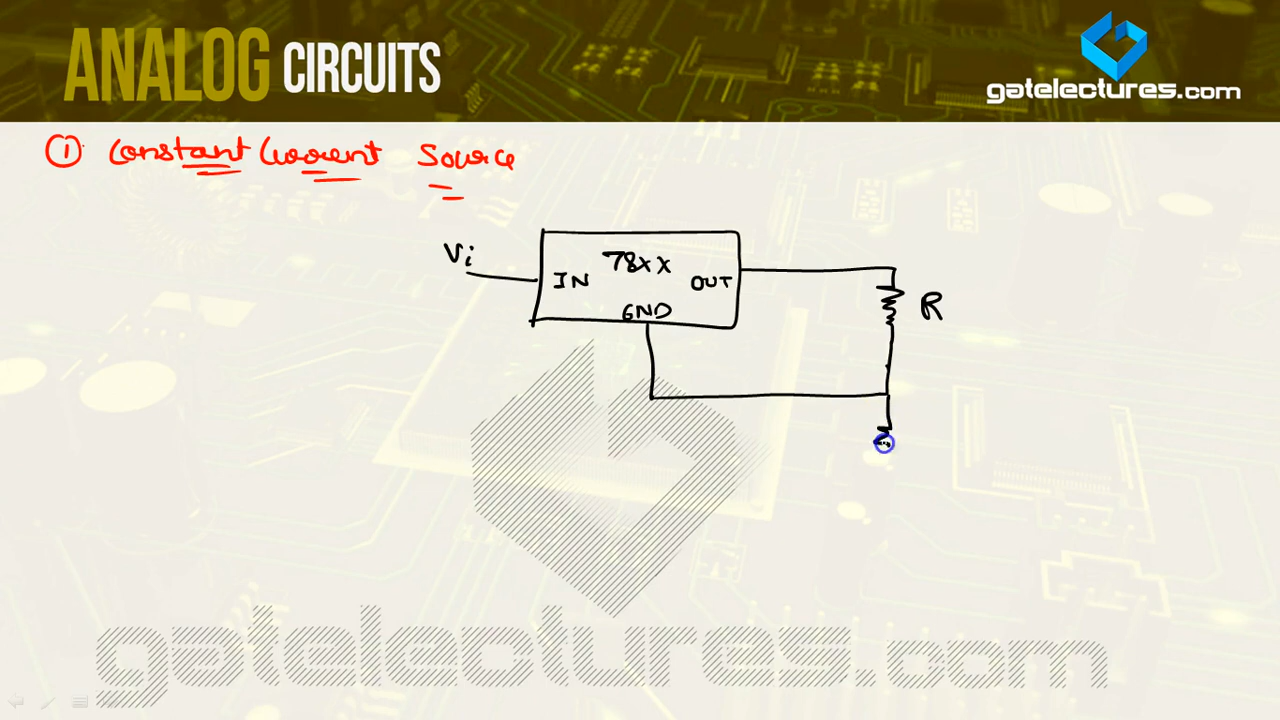 ANALOG CIRCUITS
gatelectures.com
① Constant Current Source
Vi
IN
78XX
OUT
GND
R
gatelectures.com